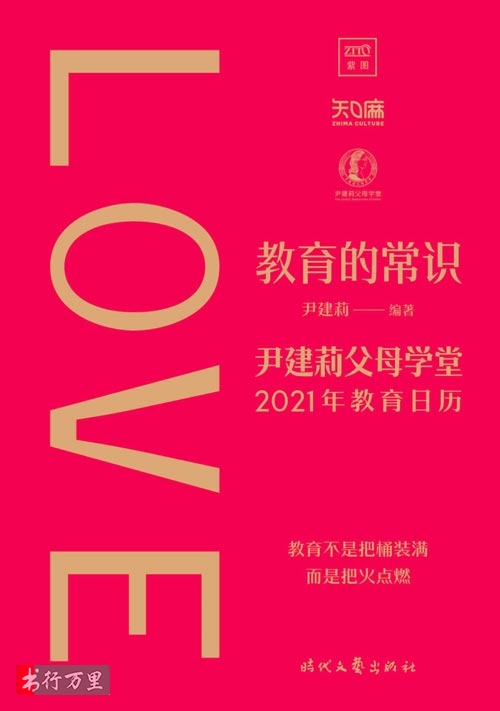 LOVE
ZITO
紫图
知麻
ZHIMA CULTURE
尹建莉父母学堂
教育的常识
尹建莉——编著
尹建莉父母学堂
2021年教育日历
教育不是把桶装满
而是把火点燃
时代文艺出版社
书行万里